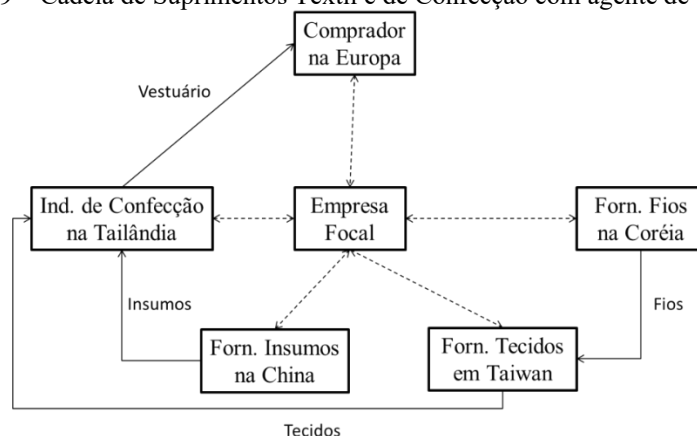 9 – Cadeia de Suprimentos Têxtil e de Confecção com agente de
Comprador
na Europa
Vestuário
Ind. de Confecção
na Tailândia
Empresa
Focal
Forn. Fios
na Coréia
Insumos
Fios
Forn. Insumos
na China
Forn. Tecidos
em Taiwan
Tecidos